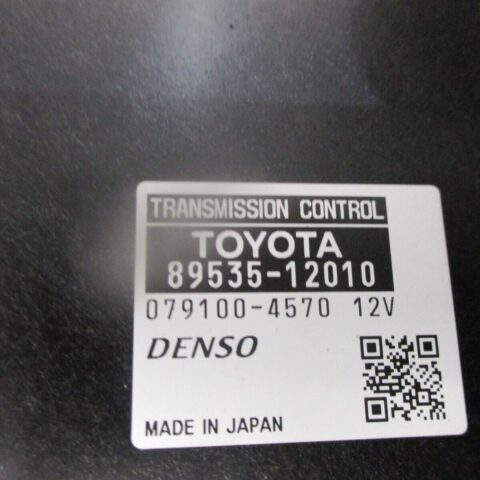 TRANSMISSION CONTROL
TOYOTA
89535-12010
079100-4570 12V
DENSO
MADE IN JAPAN